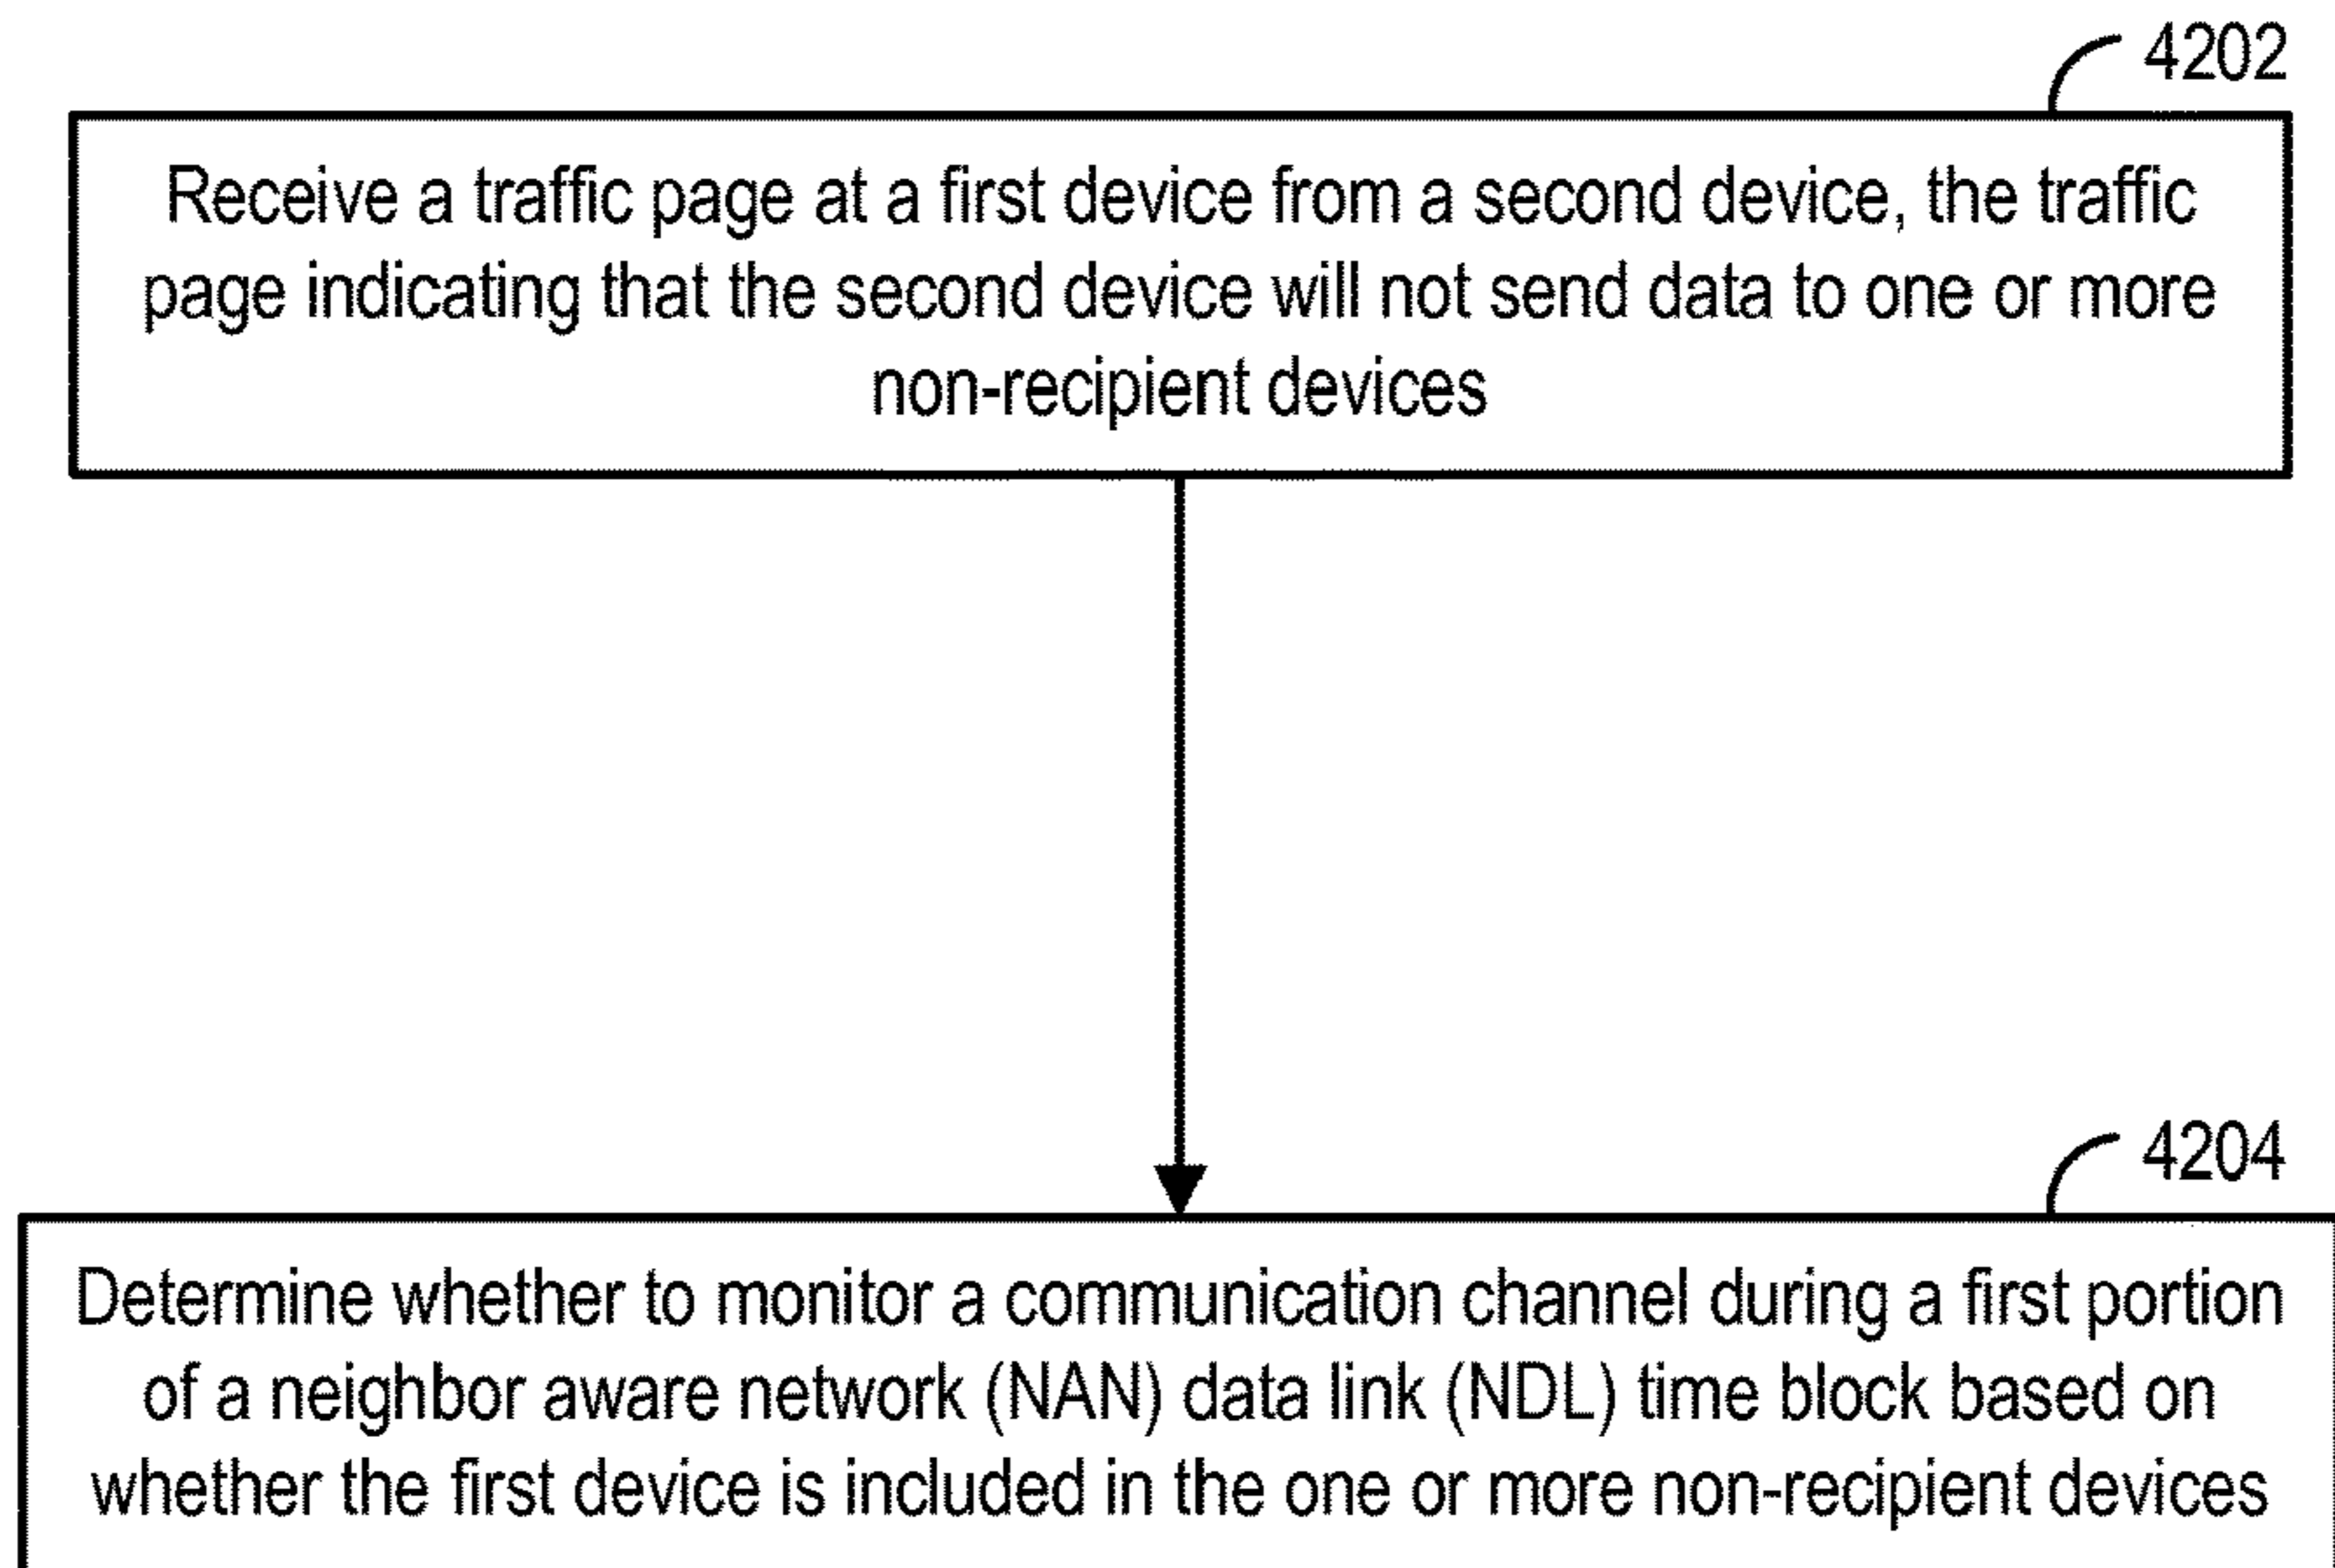 4202
Receive a traffic page at a first device from a second device, the traffic
page indicating that the second device will not send data to one or more
non-recipient devices
4204
Determine whether to monitor a communication channel during a first portion
of a neighbor aware network (NAN) data link (NDL) time block based on
whether the first device is included in the one or more non-recipient devices